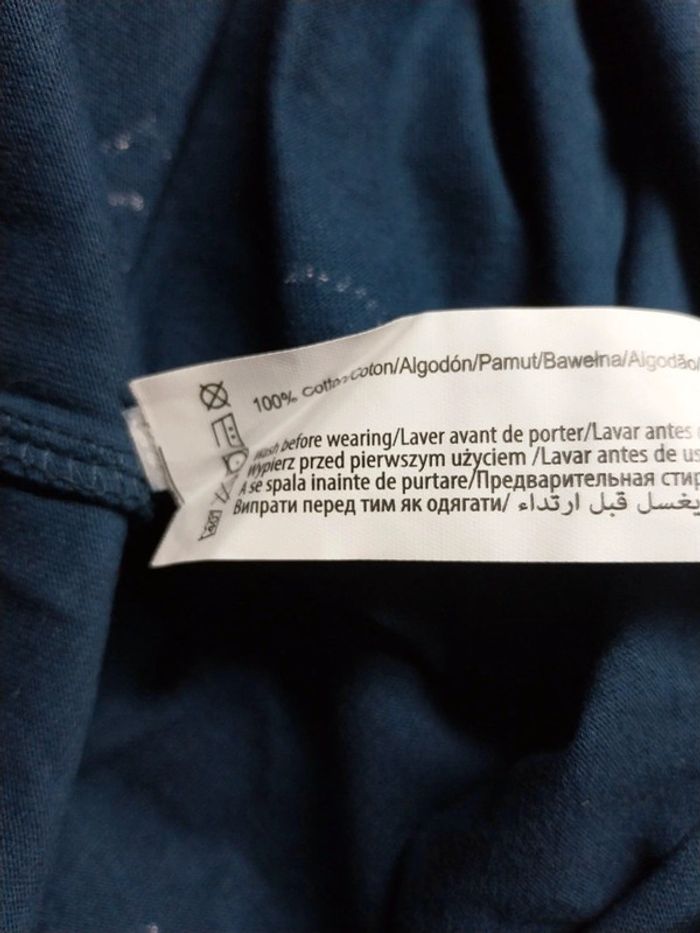 100% Cotton/Coton/Algodón/Pamut/Bawełna/Algodão/
Wash before wearing/Laver avant de porter/Lavar antes
Wypierz przed pierwszym użyciem /Lavar antes de us
A se spala inainte de purtare/Предварительная стир
Випрати перед тим як одягати/ يغسل قبل ارتداء